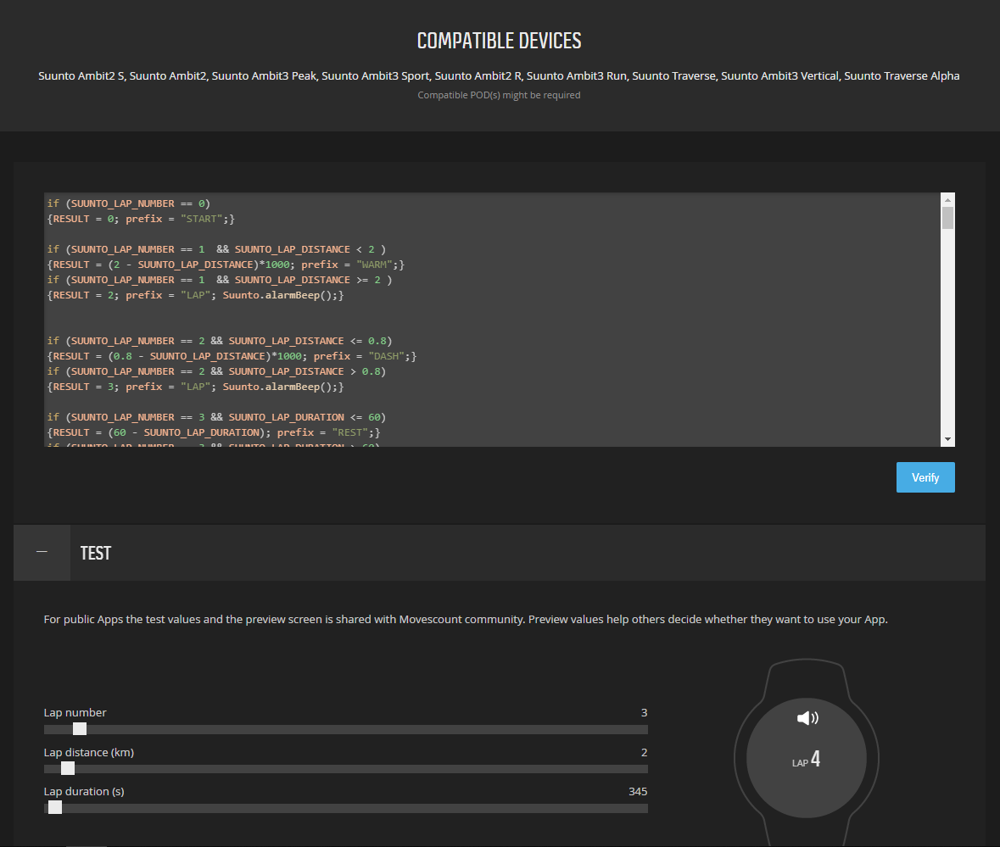 COMPATIBLE DEVICES
Suunto Ambit2 S, Suunto Ambit2, Suunto Ambit3 Peak, Suunto Ambit3 Sport, Suunto Ambit2 R, Suunto Ambit3 Run, Suunto Traverse, Suunto Ambit3 Vertical, Suunto Traverse Alpha
Compatible POD(s) might be required
if (SUUNTO_LAP_NUMBER == 0)
{RESULT = 0; prefix = "START";}
if (SUUNTO_LAP_NUMBER == 1  && SUUNTO_LAP_DISTANCE < 2 )
{RESULT = (2 - SUUNTO_LAP_DISTANCE)*1000; prefix = "WARM";}
if (SUUNTO_LAP_NUMBER == 1  && SUUNTO_LAP_DISTANCE >= 2 )
{RESULT = 2; prefix = "LAP"; Suunto.alarmBeep();}
if (SUUNTO_LAP_NUMBER == 2 && SUUNTO_LAP_DISTANCE <= 0.8)
{RESULT = (0.8 - SUUNTO_LAP_DISTANCE)*1000; prefix = "DASH";}
if (SUUNTO_LAP_NUMBER == 2 && SUUNTO_LAP_DISTANCE > 0.8)
{RESULT = 3; prefix = "LAP"; Suunto.alarmBeep();}
if (SUUNTO_LAP_NUMBER == 3 && SUUNTO_LAP_DURATION <= 60)
{RESULT = (60 - SUUNTO_LAP_DURATION); prefix = "REST";}
if (SUUNTO_LAP_NUMBER == 3 && SUUNTO_LAP_DURATION > 60)
Verify
TEST
For public Apps the test values and the preview screen is shared with Movescount community. Preview values help others decide whether they want to use your App.
Lap number 3
Lap distance (km) 2
Lap duration (s) 345
LAP 4